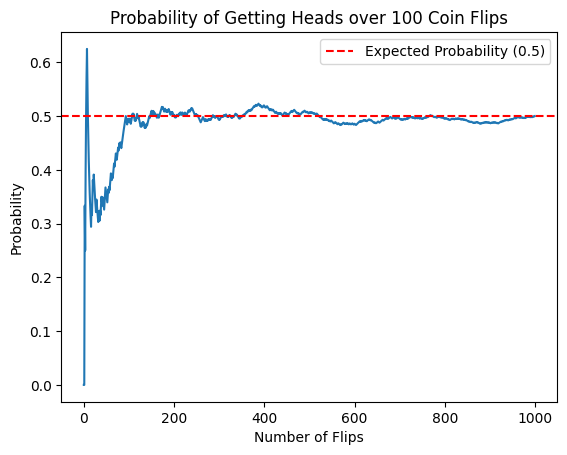 Probability of Getting Heads over 100 Coin Flips
Expected Probability (0.5)
Probability
0.6
0.5
0.4
0.3
0.2
0.1
0.0
0 200 400 600 800 1000
Number of Flips